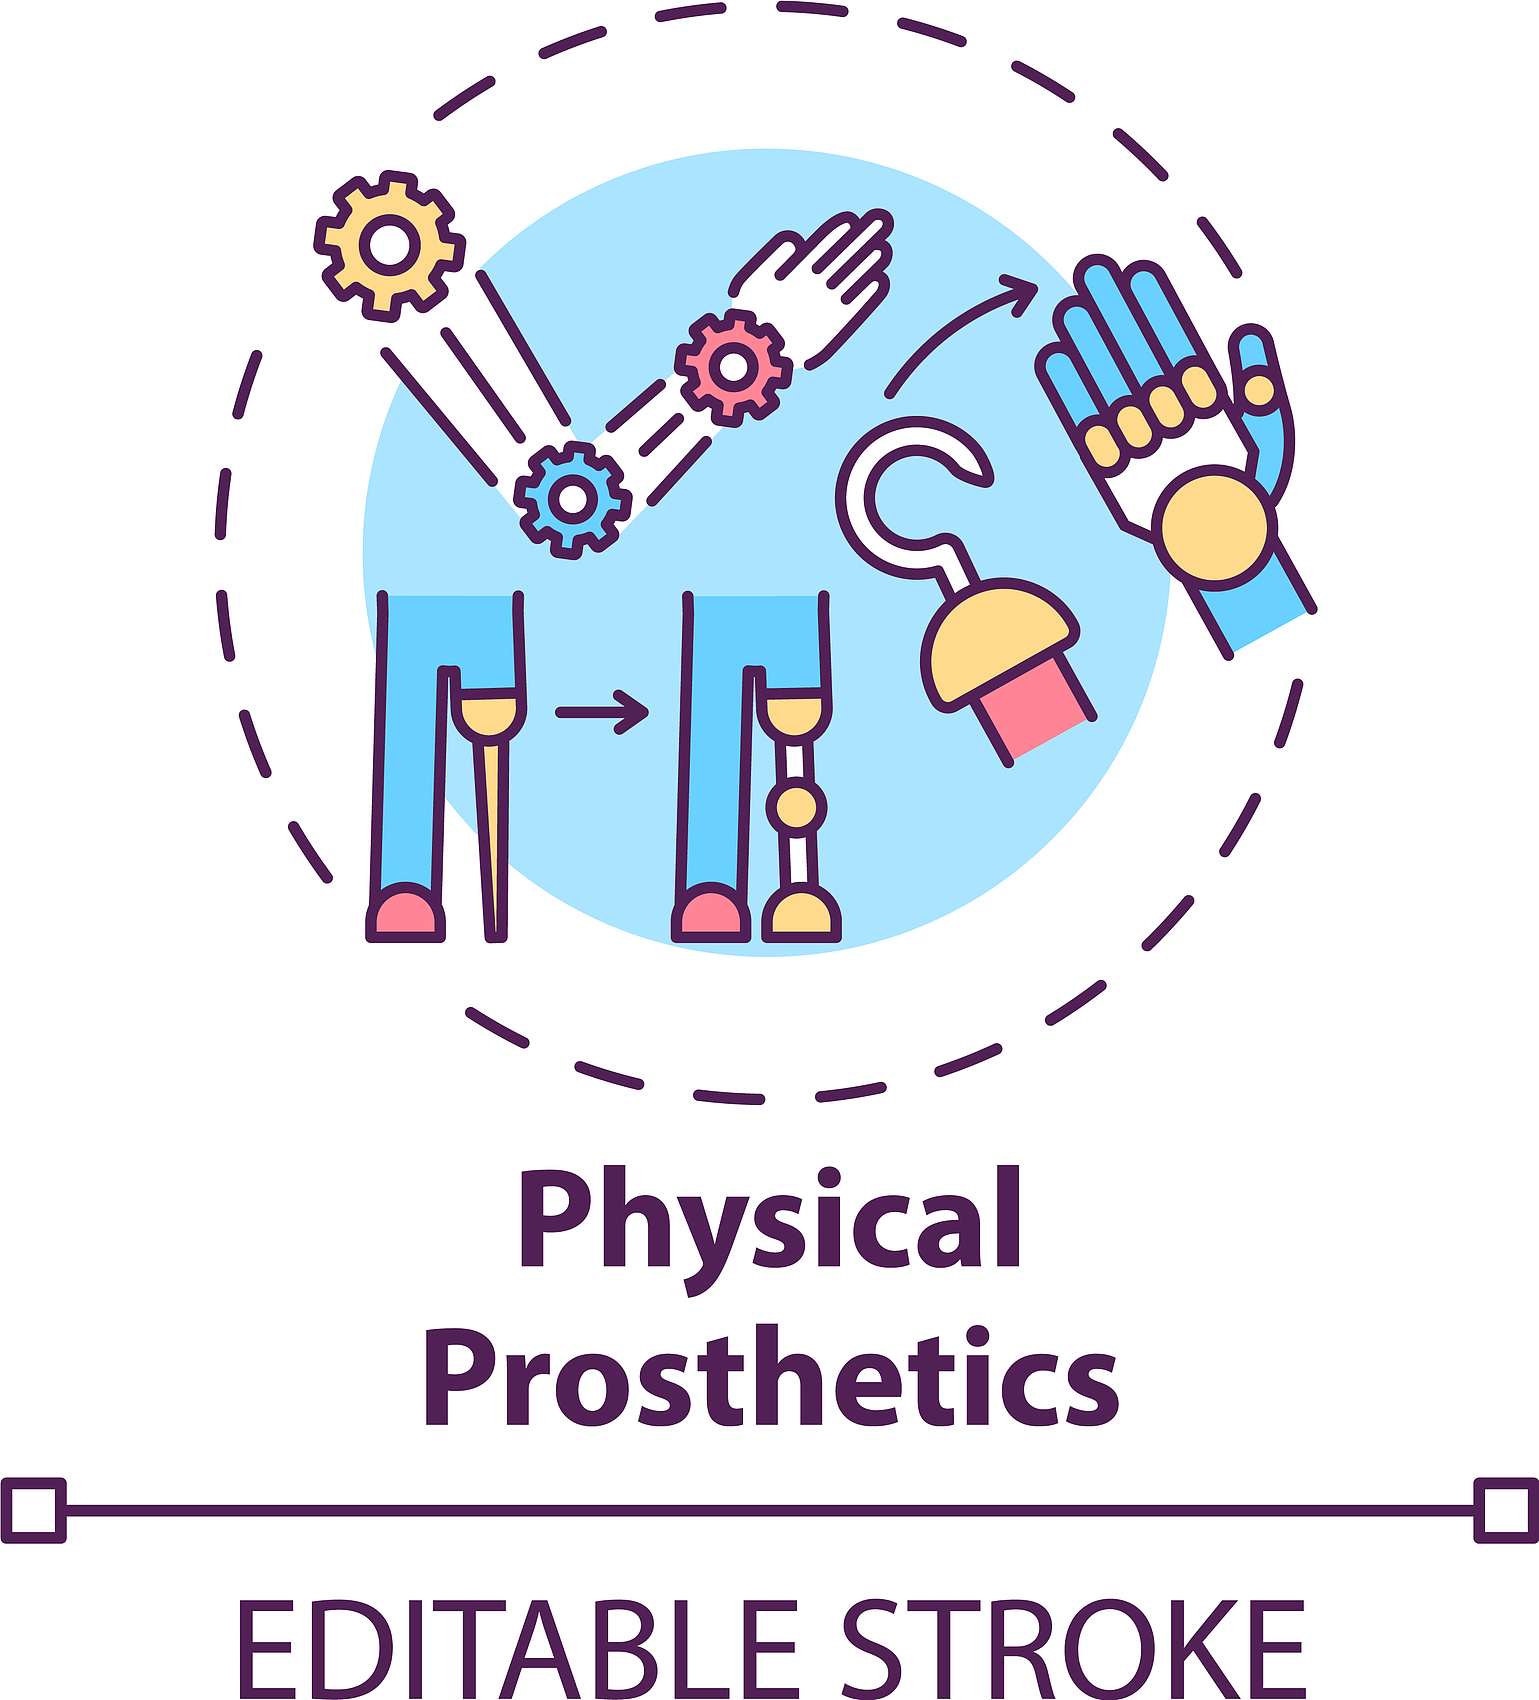 Physical
Prosthetics
EDITABLE STROKE